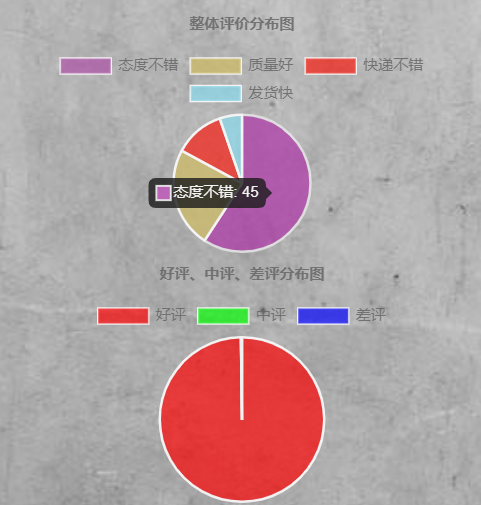 整体评价分布图
态度不错 质量好 快递不错
发货快
态度不错: 45
好评、中评、差评分布图
好评 中评 差评